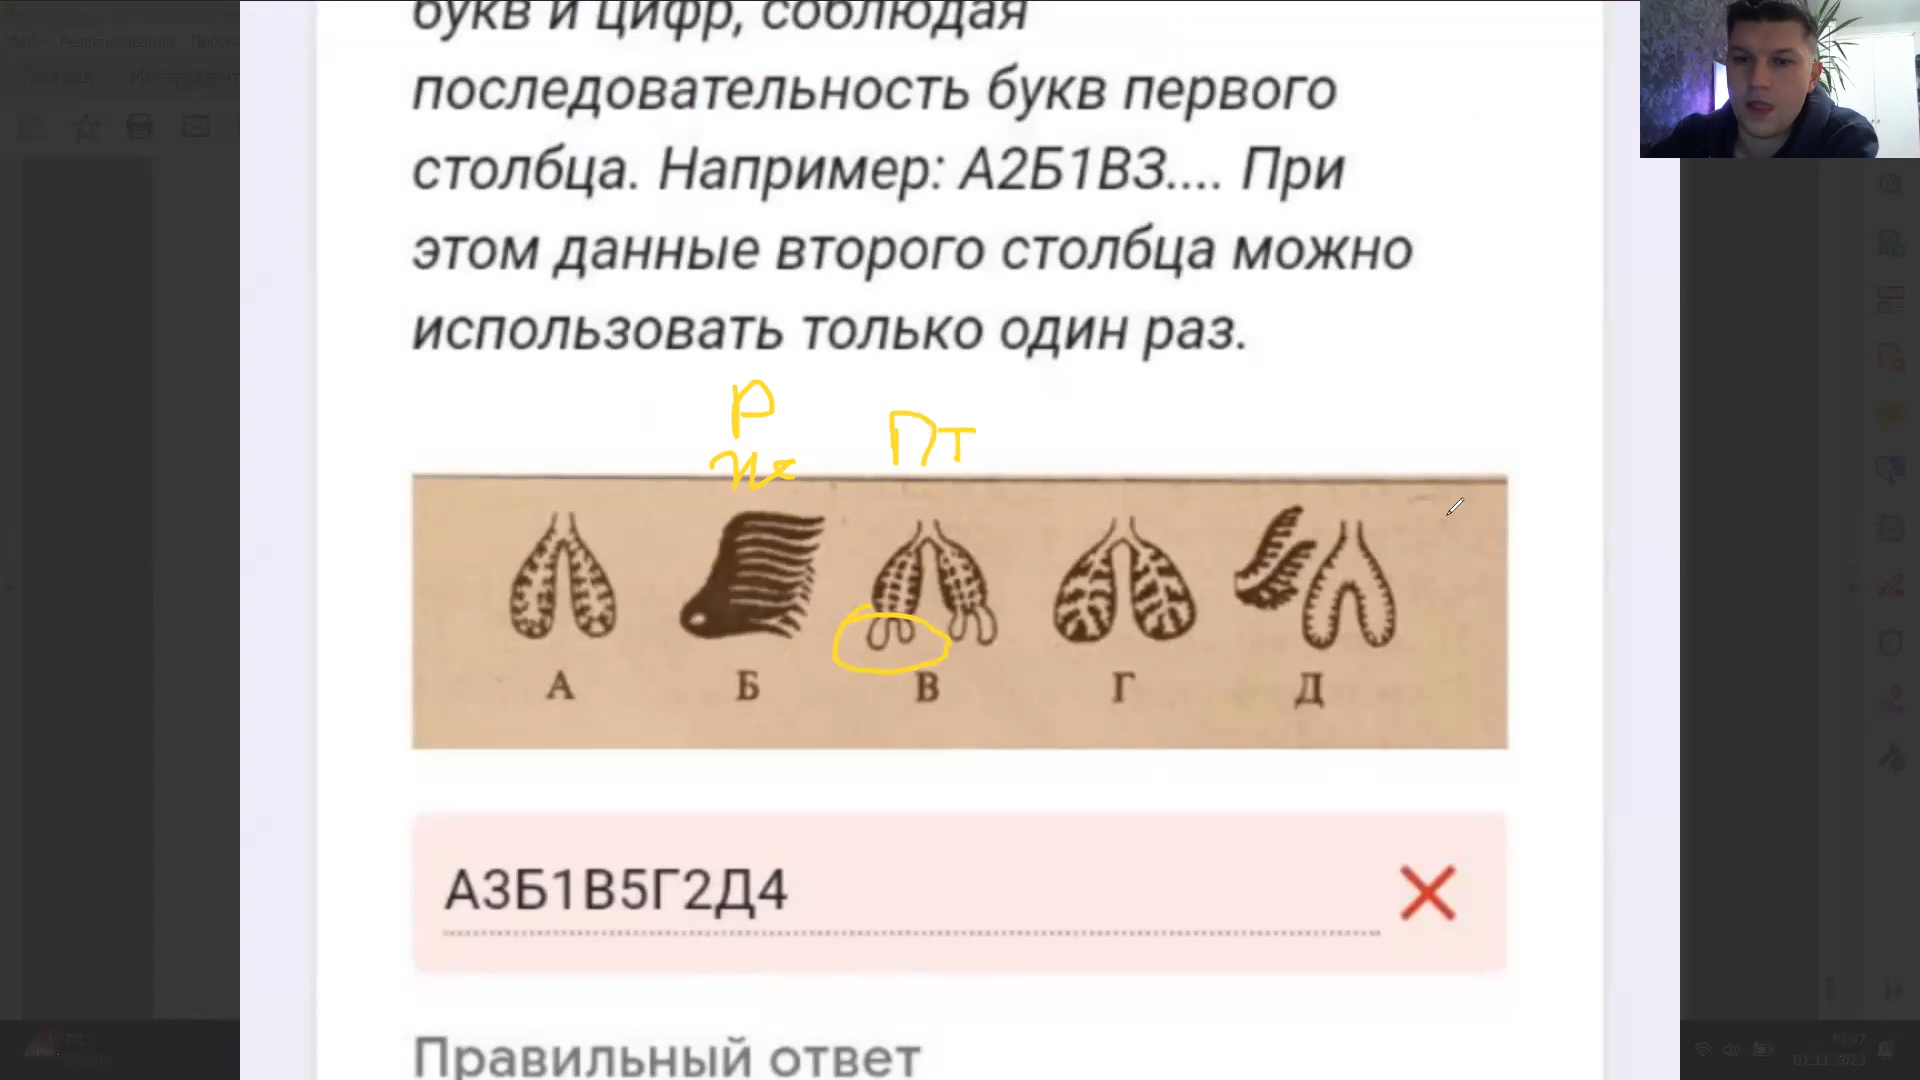 букв и цифр, соблюдая
последовательность букв первого
столбца. Например: А2Б1В3.... При
этом данные второго столбца можно
использовать только один раз.
Р
ПТ
А Б В Г Д
А3Б1В5Г2Д4
Правильный ответ